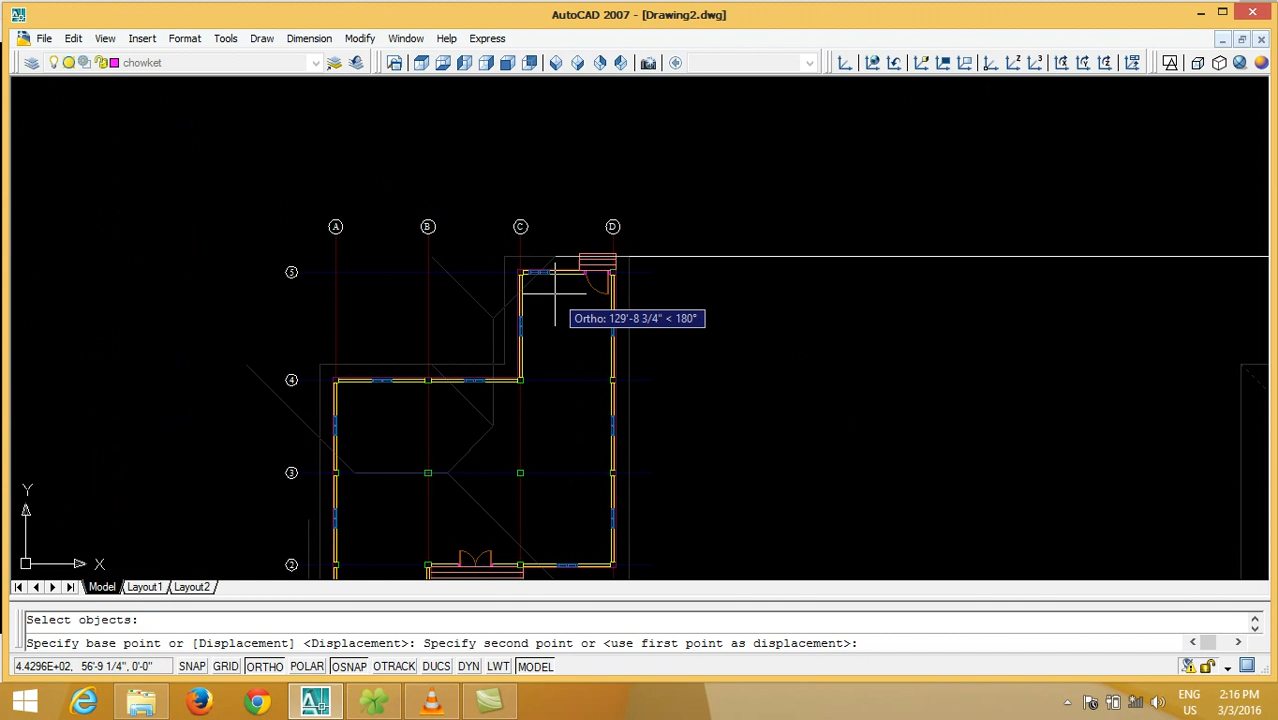 AutoCAD 2007 - [Drawing2.dwg]
File Edit View Insert Format Tools Draw Dimension Modify Window Help Express
chowket
A B C D
5
Ortho: 129'-8 3/4" < 180°
4
3
Y
X
2
Model Layout1 Layout2
Select objects:
Specify base point or [Displacement] <Displacement>: Specify second point or <use first point as displacement>:
4.4296E+02, 56'-9 1/4", 0'-0" SNAP GRID ORTHO POLAR OSNAP OTRACK DUCS DYN LWT MODEL
ENG 2:16 PM
US 3/3/2016